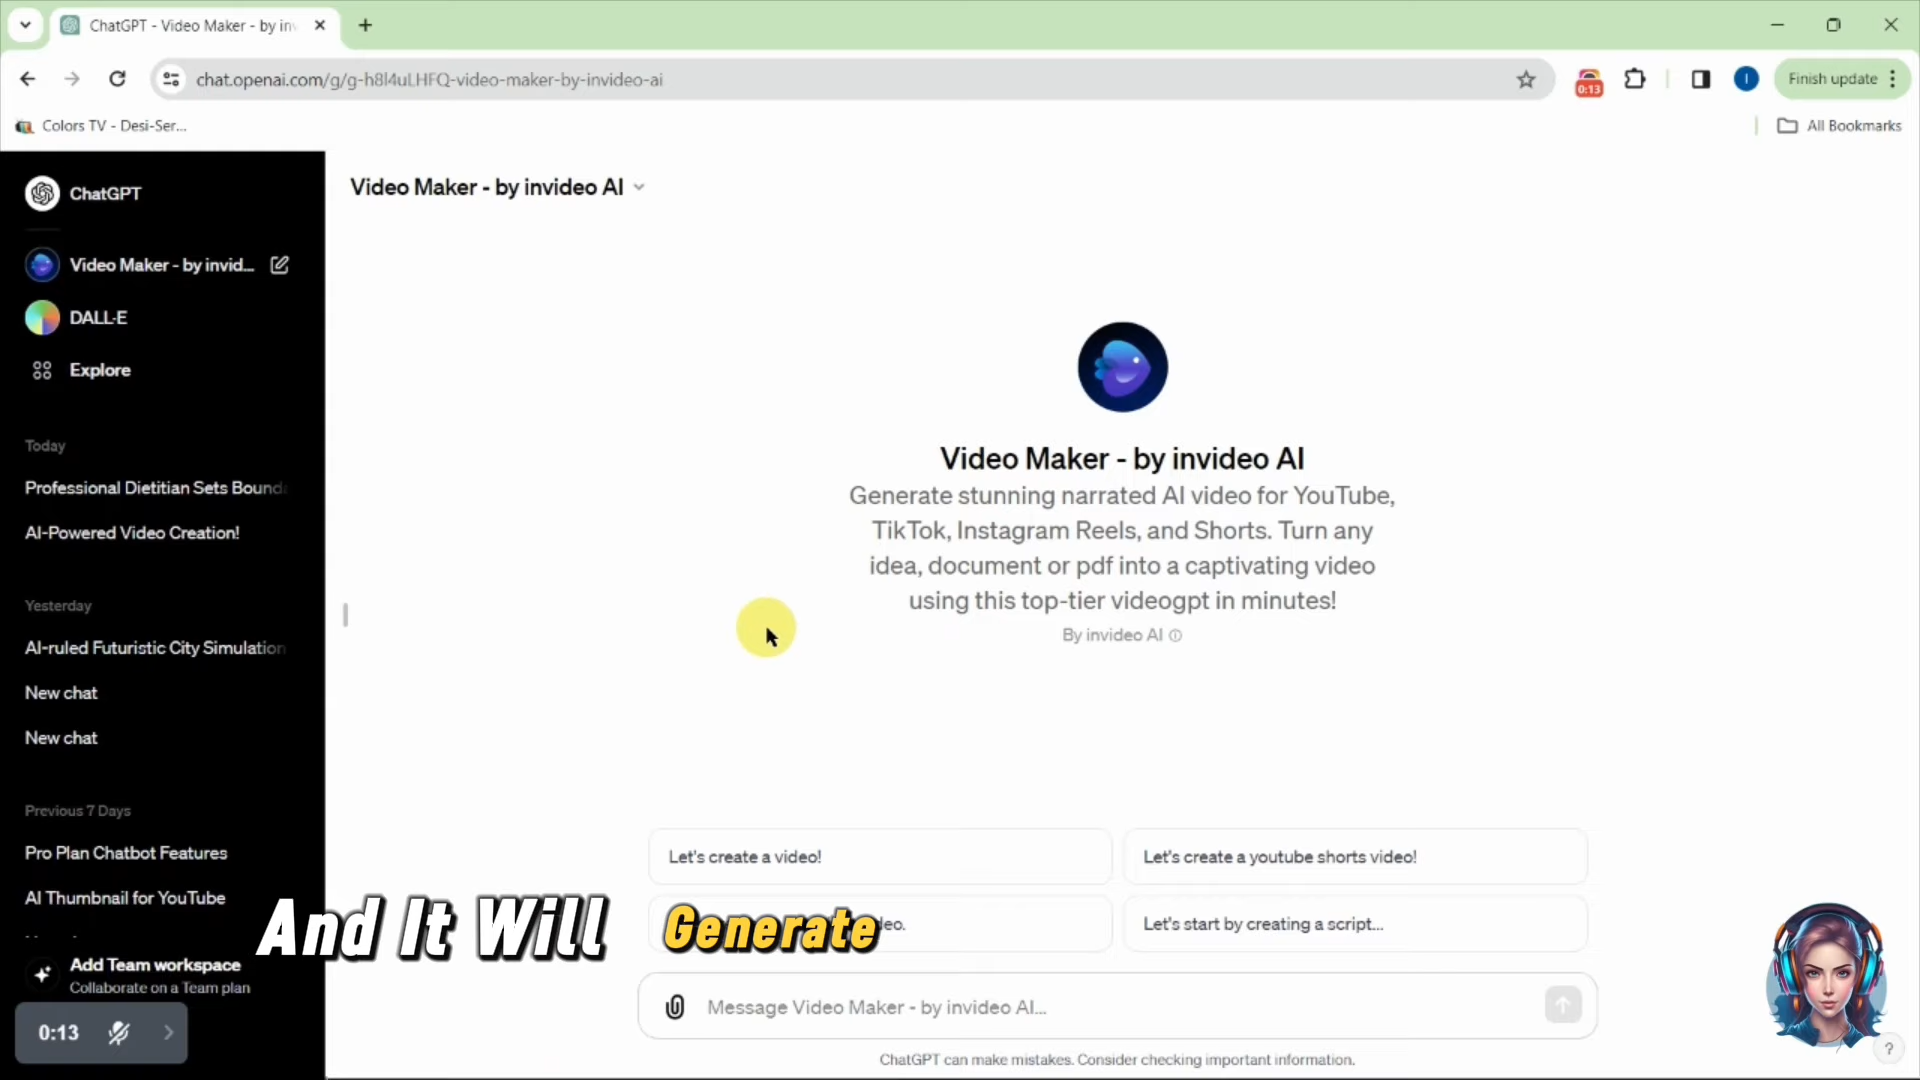 ChatGPT - Video Maker - by inv
chat.openai.com/g/g-h8l4uLHFQ-video-maker-by-invideo-ai
0:13
I
Finish update
Colors TV - Desi-Ser...
All Bookmarks
ChatGPT
Video Maker - by invid...
DALL·E
Explore
Today
Professional Dietitian Sets Bounda
AI-Powered Video Creation!
Yesterday
AI-ruled Futuristic City Simulation
New chat
New chat
Previous 7 Days
Pro Plan Chatbot Features
AI Thumbnail for YouTube
Add Team workspace
Collaborate on a Team plan
0:13
Video Maker - by invideo AI
Video Maker - by invideo AI
Generate stunning narrated AI video for YouTube,
TikTok, Instagram Reels, and Shorts. Turn any
idea, document or pdf into a captivating video
using this top-tier videogpt in minutes!
By invideo AI
Let's create a video!
Let's create a youtube shorts video!
Let's start by creating a script...
And It Will Generate
Message Video Maker - by invideo AI...
ChatGPT can make mistakes. Consider checking important information.
?